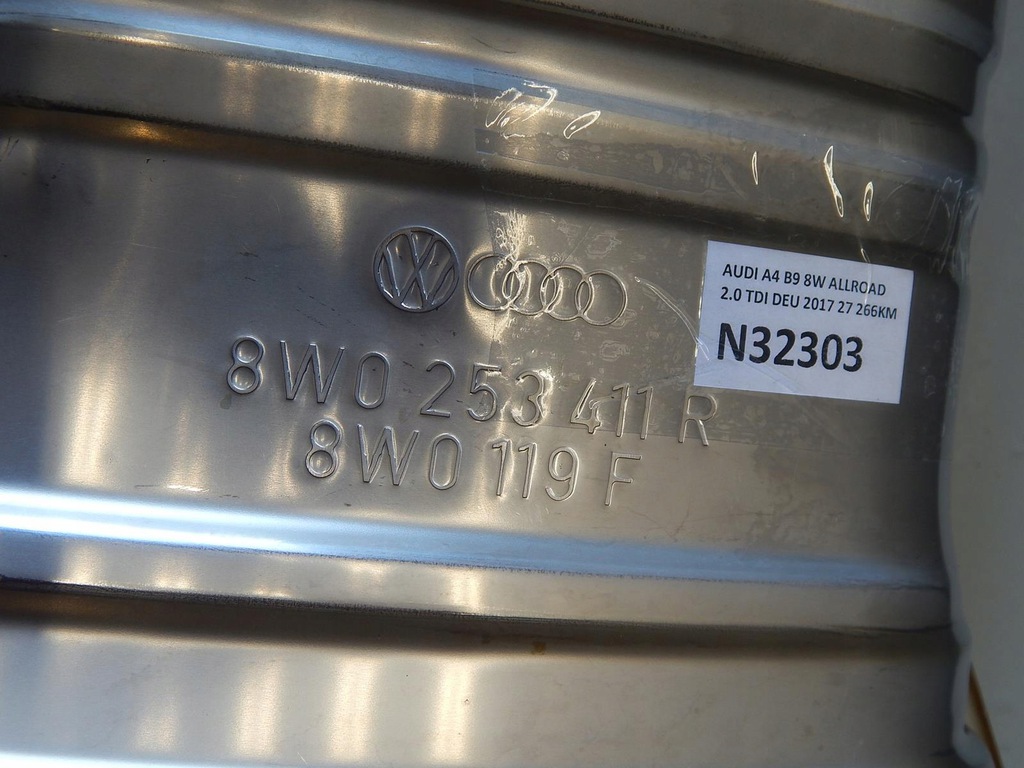 8W0 253 411 R
8W0 119 F
AUDI A4 B9 8W ALLROAD
2.0 TDI DEU 2017 27 266KM
N32303